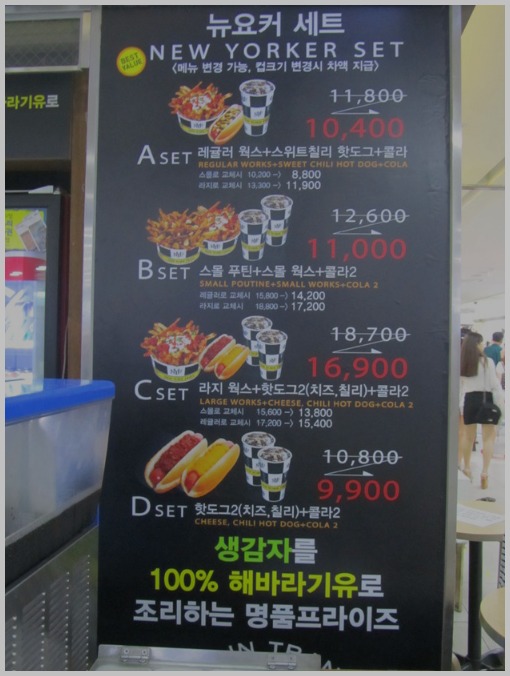 뉴요커 세트
BEST VALUE
NEW YORKER SET
<메뉴 변경 가능, 컵크기 변경시 차액 지급>
라기유로
11,800
10,400
A SET 레귤러 웍스+스위트칠리 핫도그+콜라
REGULAR WORKS+SWEET CHILI HOT DOG+COLA
스몰로 교체시 10,200 -> 8,800
라지로 교체시 13,300 -> 11,900
12,600
11,000
B SET 스몰 푸틴+스몰 웍스+콜라2
SMALL POUTINE+SMALL WORKS+COLA 2
레귤러로 교체시 15,800 -> 14,200
라지로 교체시 18,800 -> 17,200
18,700
16,900
C SET 라지 웍스+핫도그2(치즈,칠리)+콜라2
LARGE WORKS+CHEESE, CHILI HOT DOG+COLA 2
스몰로 교체시 15,600 -> 13,800
레귤러로 교체시 17,200 -> 15,400
10,800
9,900
D SET 핫도그2(치즈,칠리)+콜라2
CHEESE, CHILI HOT DOG+COLA 2
생감자를
100% 해바라기유로
조리하는 명품프라이즈